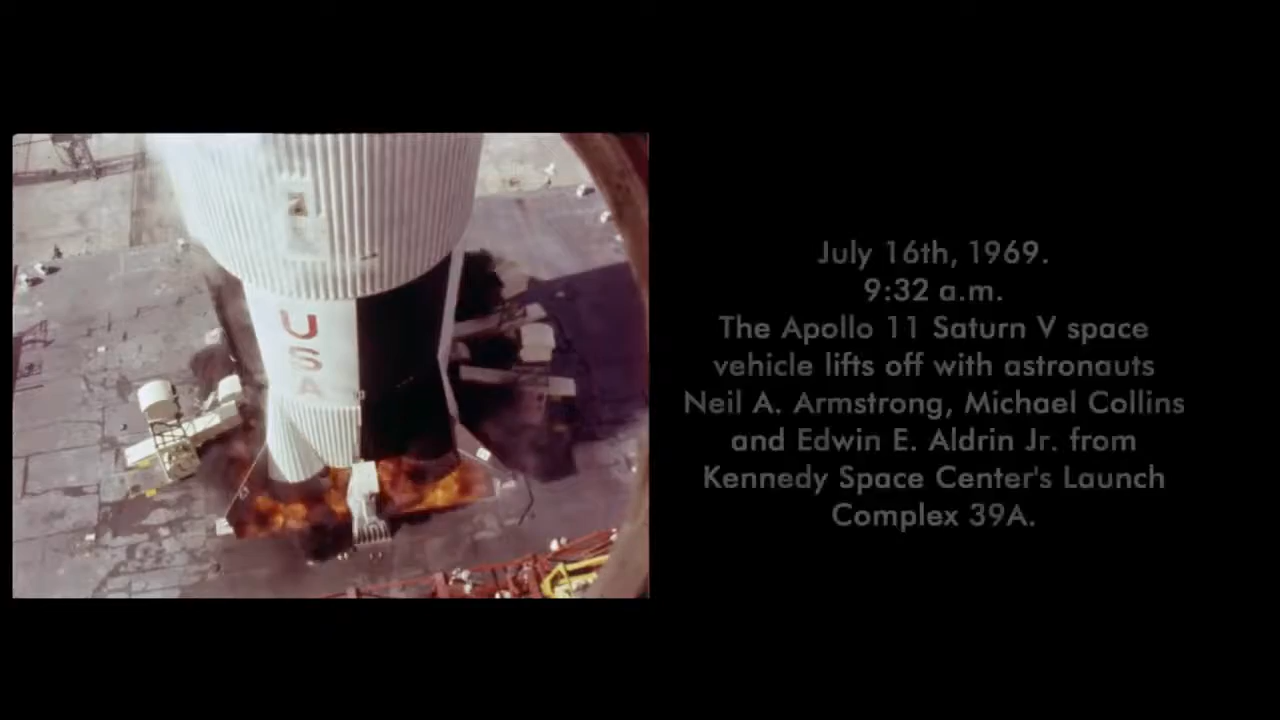 USA
July 16th, 1969.
9:32 a.m.
The Apollo 11 Saturn V space
vehicle lifts off with astronauts
Neil A. Armstrong, Michael Collins
and Edwin E. Aldrin Jr. from
Kennedy Space Center's Launch
Complex 39A.